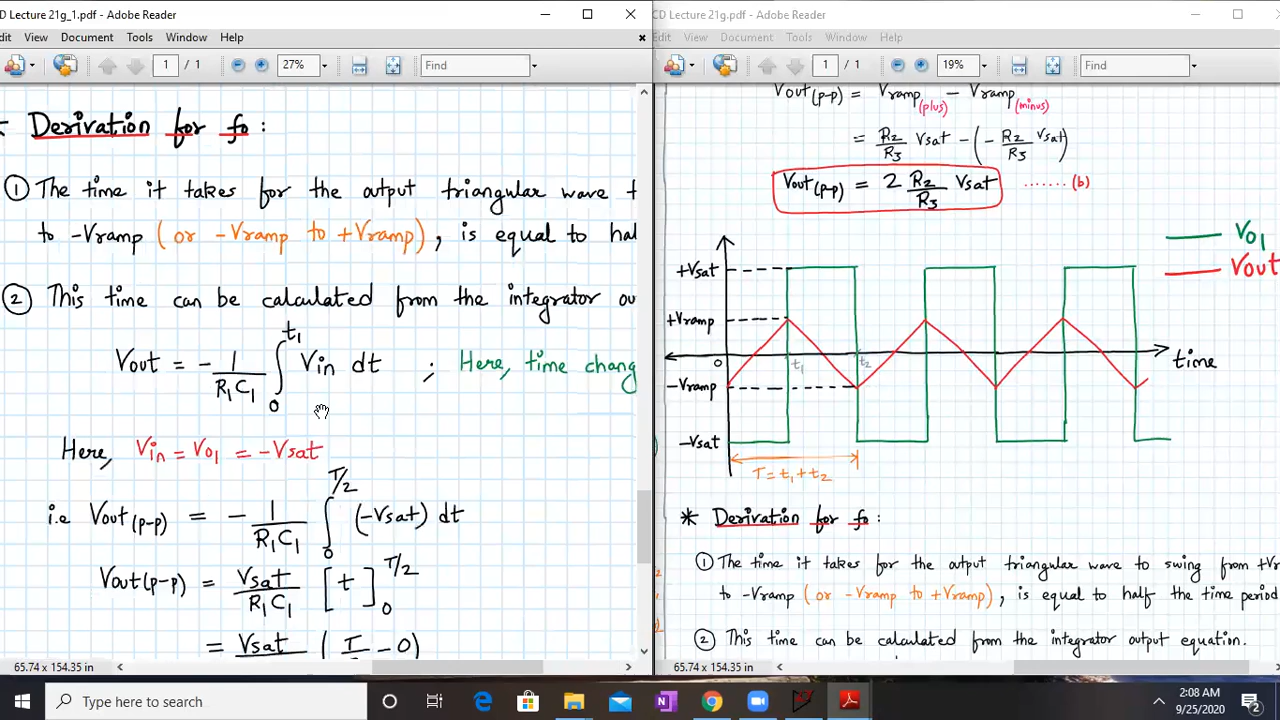 CD Lecture 21g_1.pdf - Adobe Reader
dit View Document Tools Window Help
1 / 1 27% Find
* Derivation for fo :
① The time it takes for the output triangular wave t
to -Vramp (or -Vramp to +Vramp), is equal to half
② This time can be calculated from the integrator ou
Vout = - 1/R1C1 ∫0^t1 Vin dt ; Here, time chang
Here, Vin = Vo1 = -Vsat
i.e Vout(p-p) = - 1/R1C1 ∫0^T/2 (-Vsat) dt
Vout(p-p) = Vsat/R1C1 [t]0^T/2
= Vsat ( T - 0)
65.74 x 154.35 in
CD Lecture 21g.pdf - Adobe Reader
Edit View Document Tools Window Help
1 / 1 19% Find
Vout(p-p) = Vramp(plus) - Vramp(minus)
= R2/R3 Vsat - (- R2/R3 Vsat)
Vout(p-p) = 2 R2/R3 Vsat ........(b)
Vo1
Vout
+Vsat
+Vramp
0
t1 t2
time
-Vramp
-Vsat
T = t1 + t2
* Derivation for fo :
① The time it takes for the output triangular wave to swing from +Vr
to -Vramp (or -Vramp to +Vramp), is equal to half the time period
② This time can be calculated from the integrator output equation.
65.74 x 154.35 in
Type here to search
2:08 AM
9/25/2020
2